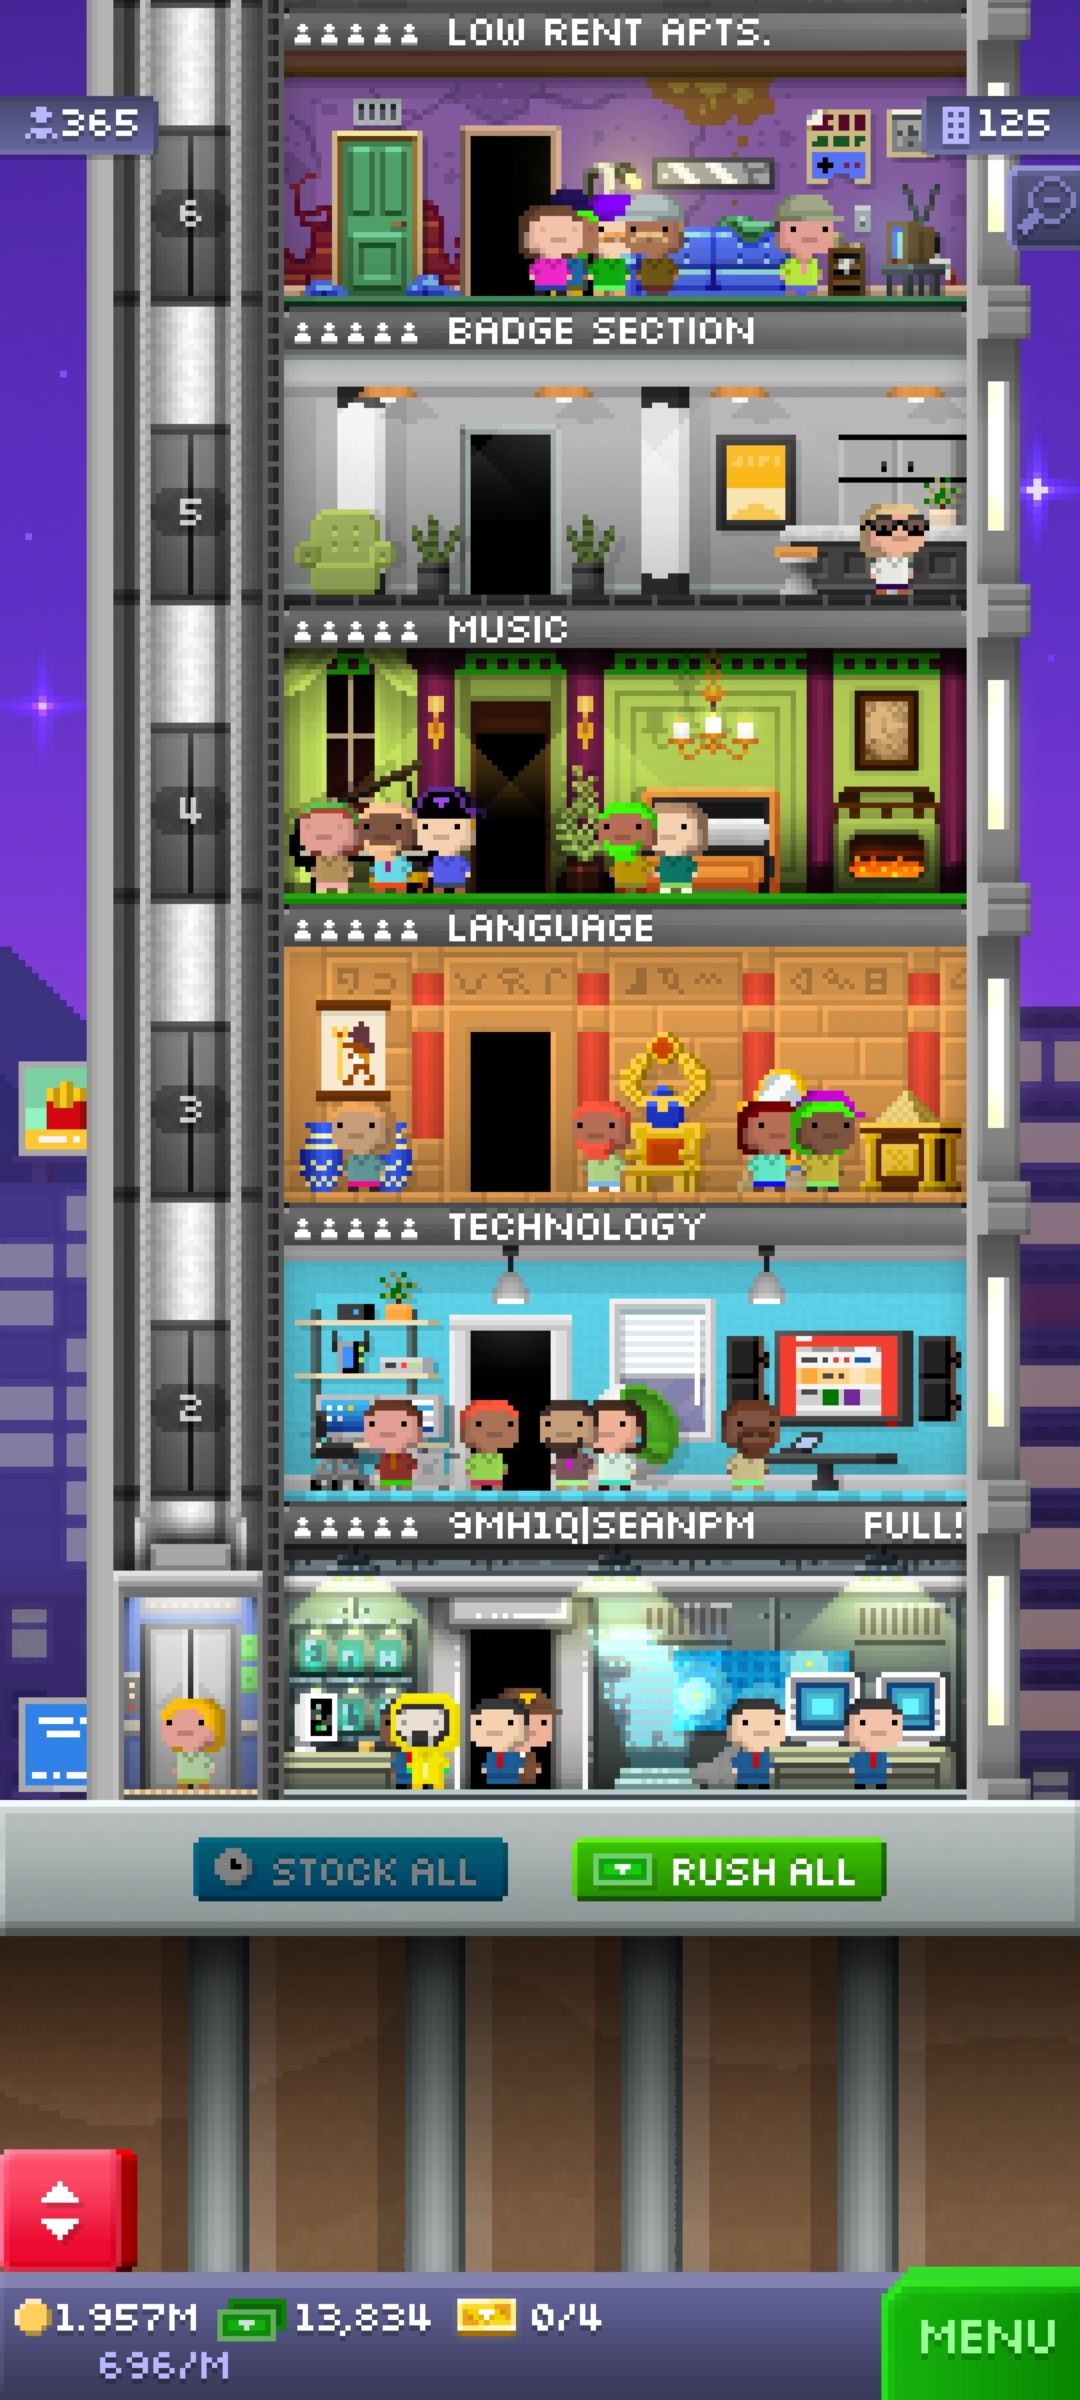 LOW RENT APTS.
365
125
6
BADGE SECTION
5
MUSIC
4
LANGUAGE
3
TECHNOLOGY
2
9MH1Q|SEANPM FULL!
STOCK ALL
RUSH ALL
1.957M 13,834 0/4
696/M
MENU